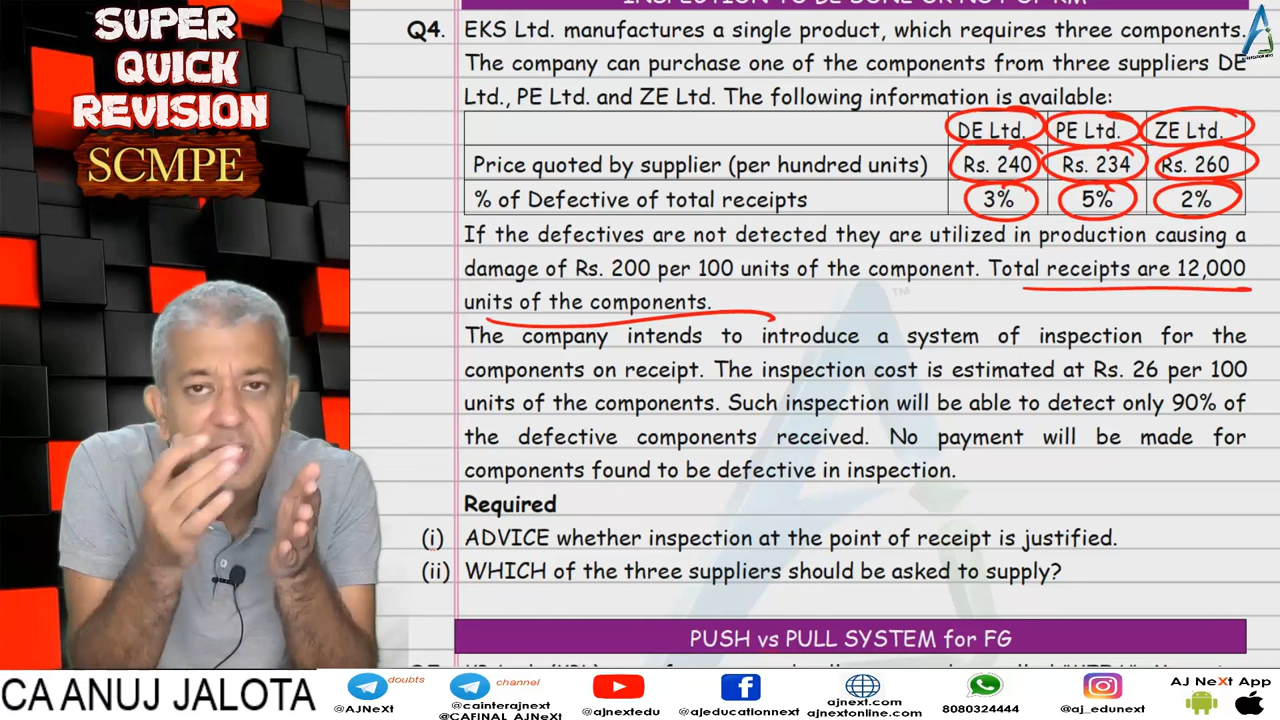 INSPECTION TO BE DONE OR NOT OF RM
SUPER
QUICK
REVISION
SCMPE
Q4. EKS Ltd. manufactures a single product, which requires three components.
The company can purchase one of the components from three suppliers DE
Ltd., PE Ltd. and ZE Ltd. The following information is available:
DE Ltd. PE Ltd. ZE Ltd.
Price quoted by supplier (per hundred units) Rs. 240 Rs. 234 Rs. 260
% of Defective of total receipts 3% 5% 2%
If the defectives are not detected they are utilized in production causing a
damage of Rs. 200 per 100 units of the component. Total receipts are 12,000
units of the components.
TM
The company intends to introduce a system of inspection for the
components on receipt. The inspection cost is estimated at Rs. 26 per 100
units of the components. Such inspection will be able to detect only 90% of
the defective components received. No payment will be made for
components found to be defective in inspection.
Required
(i) ADVICE whether inspection at the point of receipt is justified.
(ii) WHICH of the three suppliers should be asked to supply?
PUSH vs PULL SYSTEM for FG
CA ANUJ JALOTA
doubts
@AJNeXt
channel
@cainterajnext
@CAFINAL_AJNeXt
@ajnextedu
@ajeducationnext
ajnext.com
ajnextonline.com
8080324444
@aj_edunext
AJ NeXt App